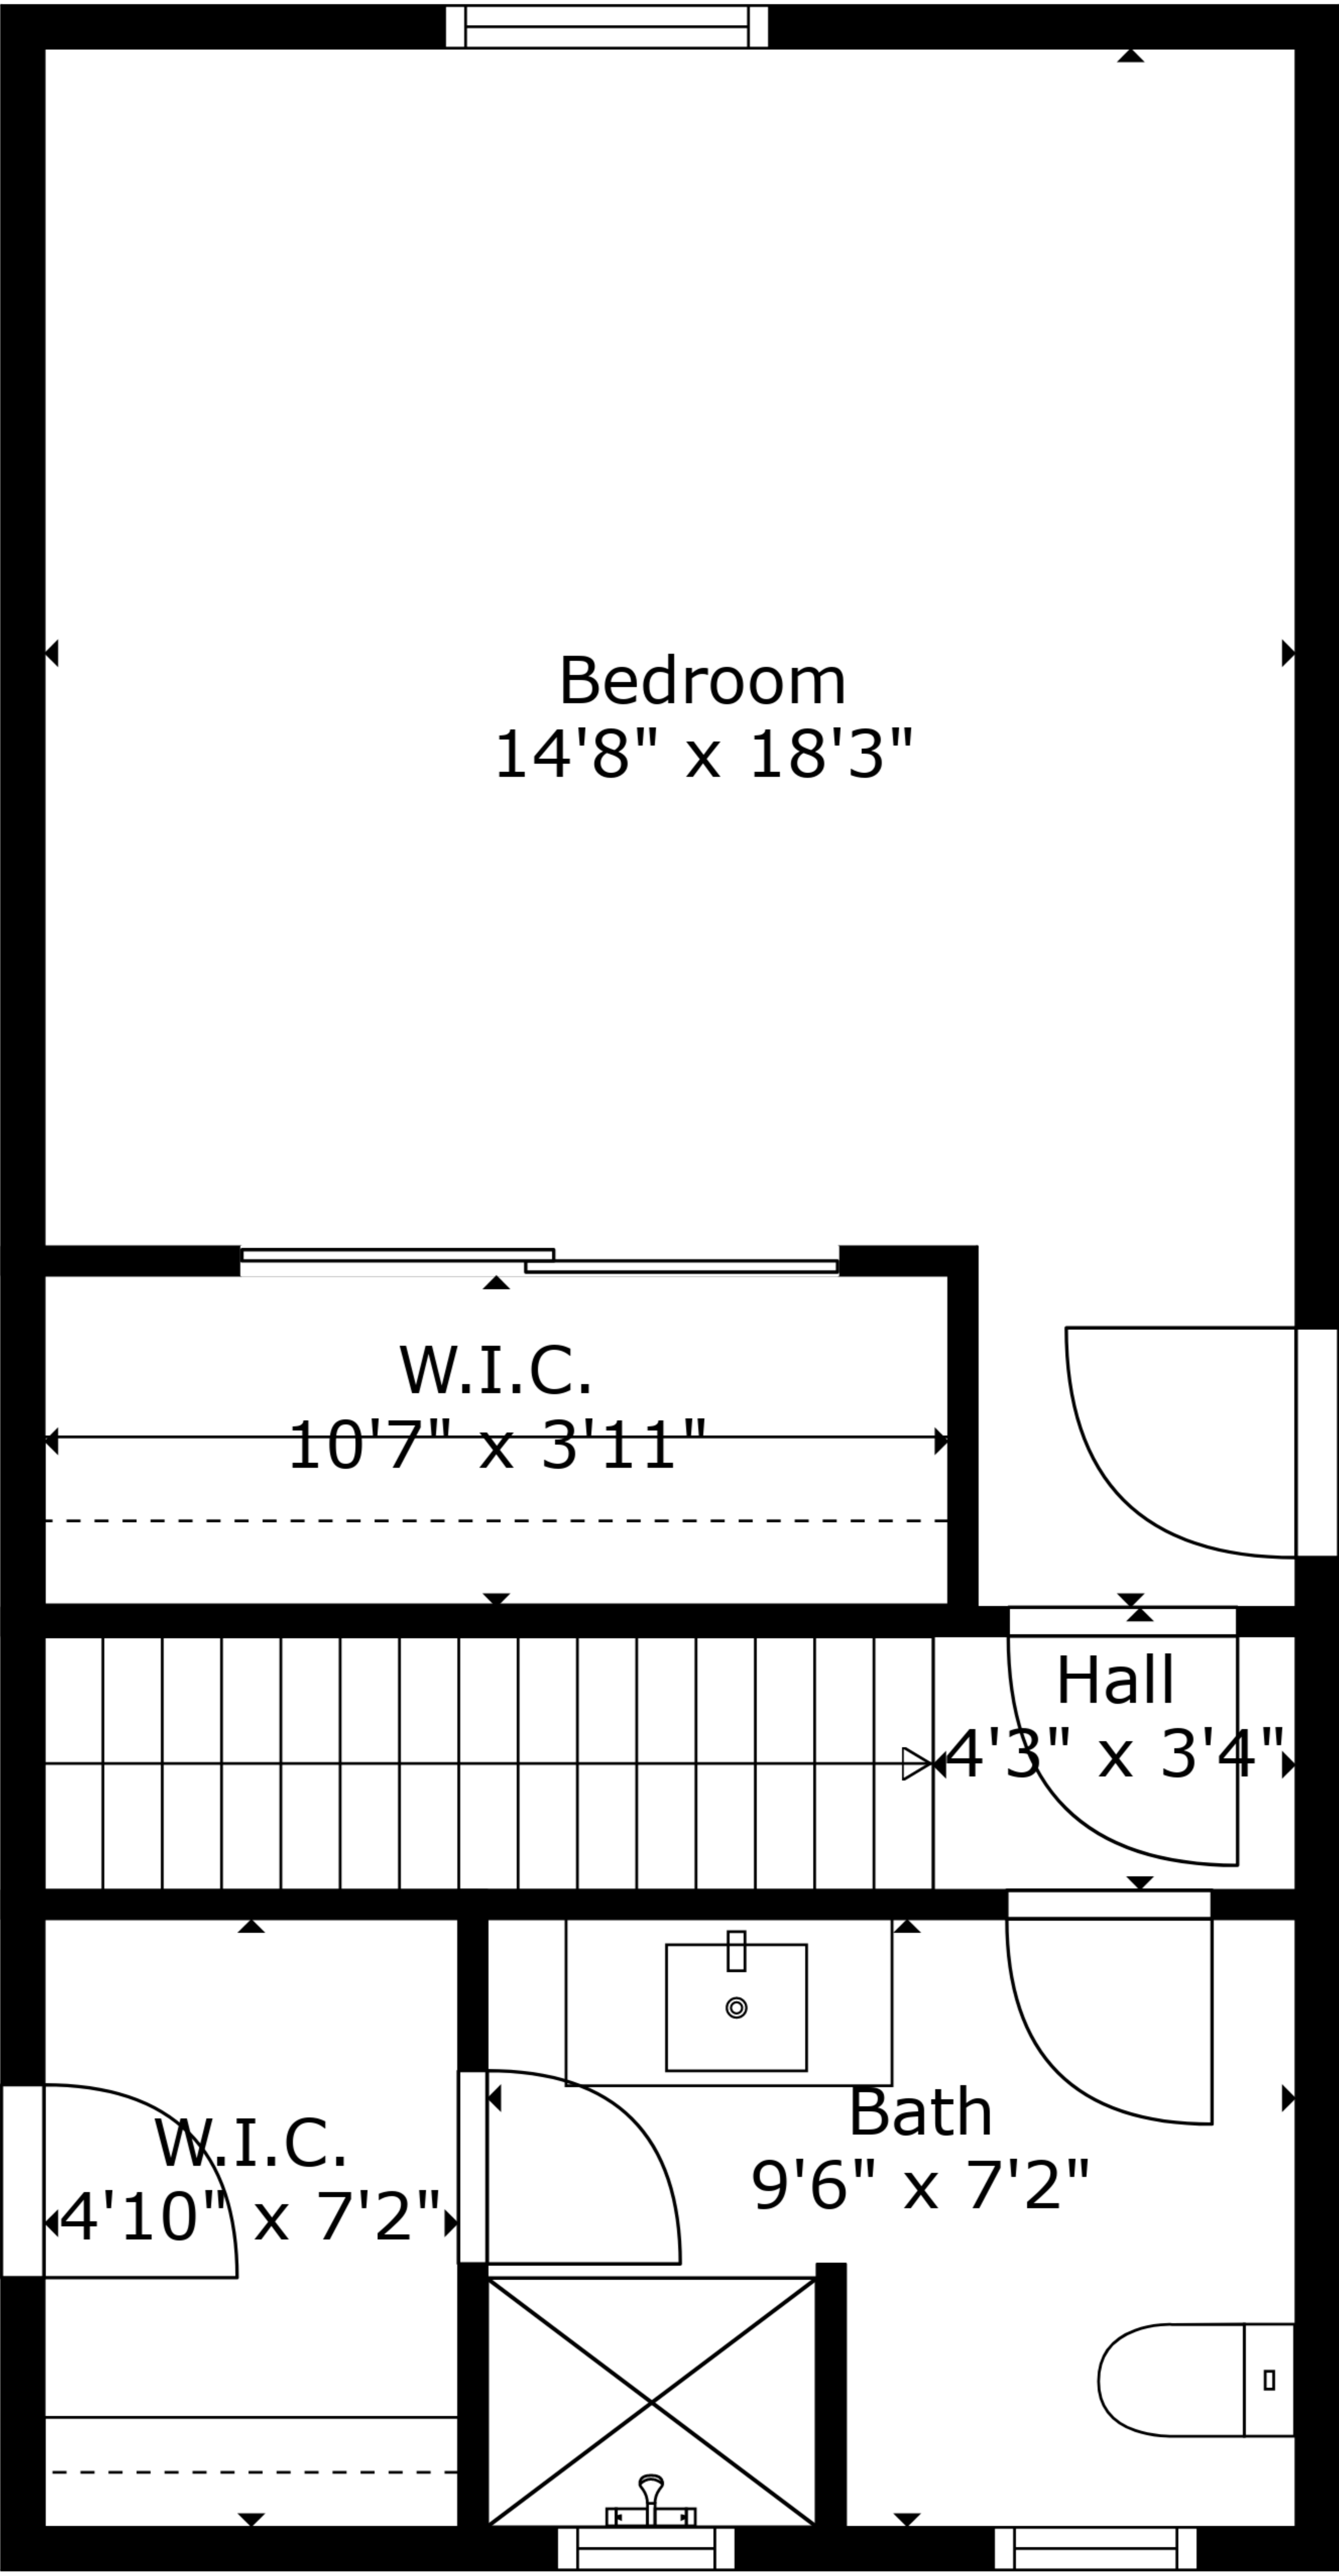 Bedroom
14'8" x 18'3"
W.I.C.
10'7" x 3'11"
Hall
4'3" x 3'4"
W.I.C.
4'10" x 7'2"
Bath
9'6" x 7'2"